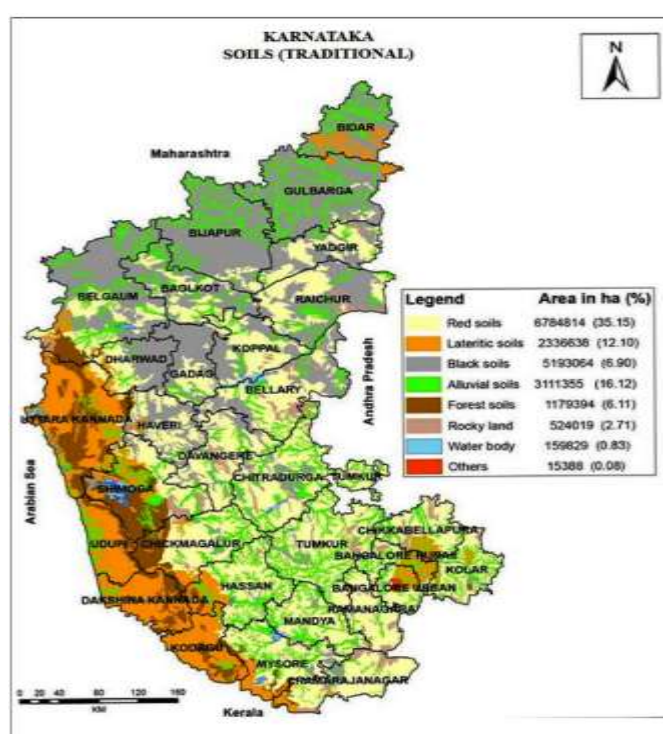 KARNATAKA
SOILS (TRADITIONAL)
N
BIDAR
Maharashtra
GULBARGA
BIJAPUR
YADGIR
BAGLKOT
BELGAUM
RAICHUR
Legend Area in ha (%)
Red soils 6784814 (35.15)
Lateritic soils 2336638 (12.10)
Black soils 5193064 (6.90)
Alluvial soils 3111355 (16.12)
Forest soils 1179394 (6.11)
Rocky land 524019 (2.71)
Water body 159829 (0.83)
Others 15388 (0.08)
KOPPAL
DHARWAD
GADAG
Andhra Pradesh
BELLARY
UTTARA KANNADA
HAVERI
DAVANGERE
CHITRADURGA
TUMKUR
Arabian Sea
SHIMOGA
CHIKKABELLAPURA
UDUPI
CHICKMAGALUR
TUMKUR
BANGALORE RURAL
KOLAR
HASSAN
BANGALORE URBAN
DAKSHINA KANNADA
RAMANAGARA
MANDYA
KODAGU
MYSORE
CRAMARAJANAGAR
0 20 40 80 120 160
KM
Kerala